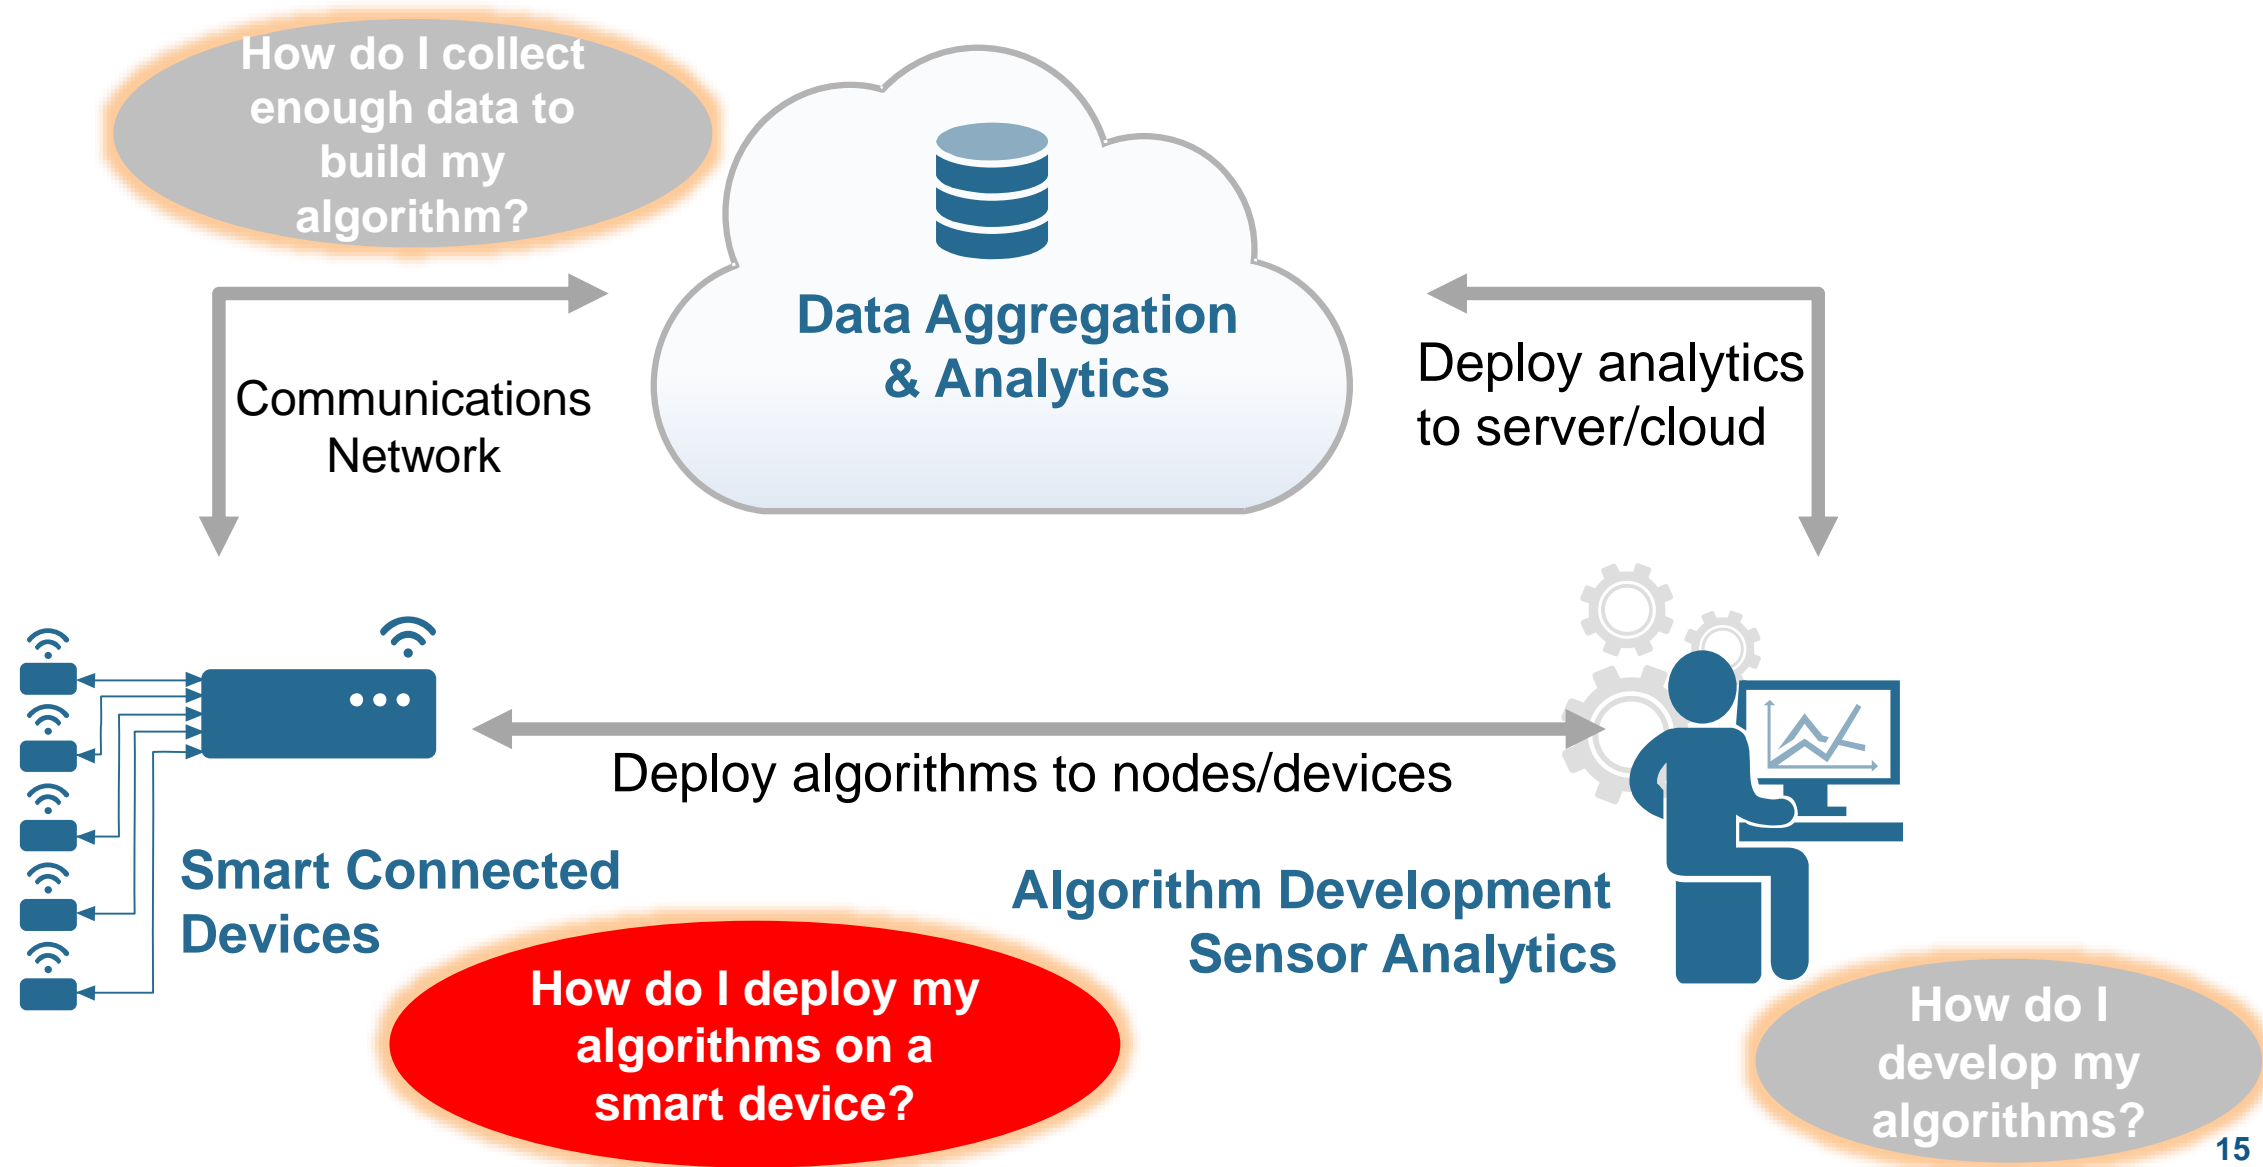 How do I collect
enough data to
build my
algorithm?
Data Aggregation
& Analytics
Communications
Network
Deploy analytics
to server/cloud
Deploy algorithms to nodes/devices
Smart Connected
Devices
Algorithm Development
Sensor Analytics
How do I deploy my
algorithms on a
smart device?
How do I
develop my
algorithms?
15